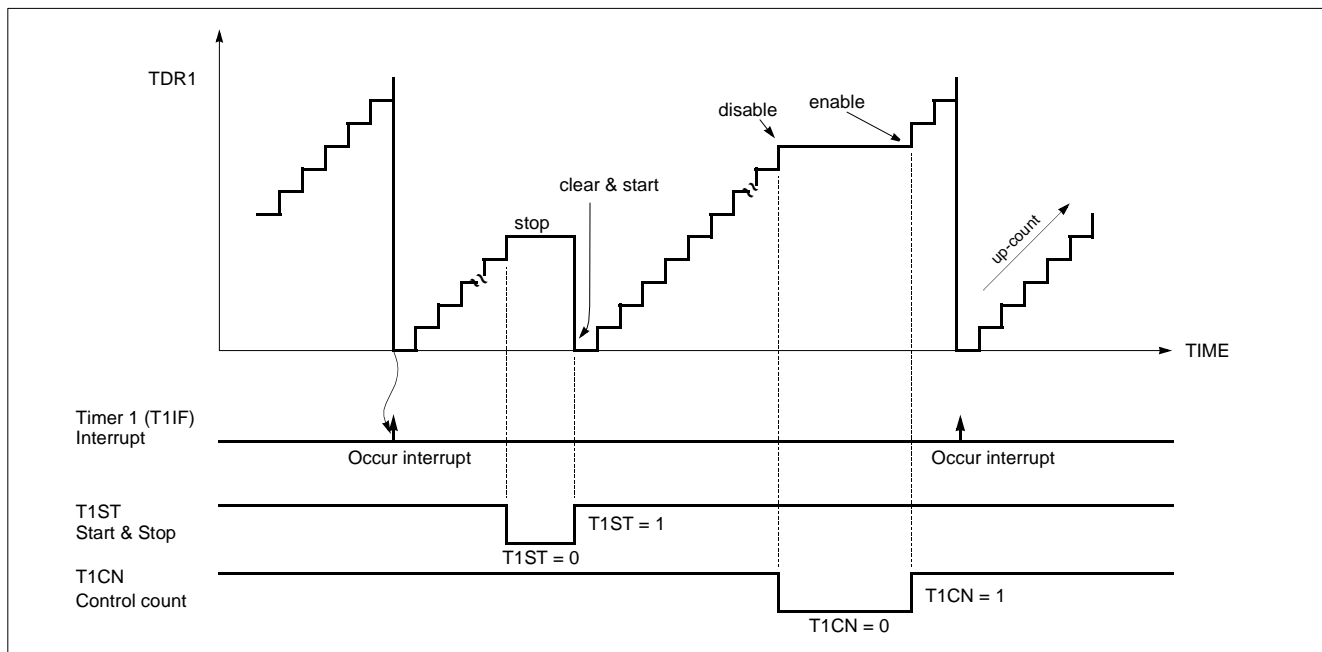 TDR1
disable
enable
clear & start
stop
up-count
TIME
Timer 1 (T1IF)
Interrupt
Occur interrupt
Occur interrupt
T1ST
Start & Stop
T1ST = 1
T1ST = 0
T1CN
Control count
T1CN = 1
T1CN = 0